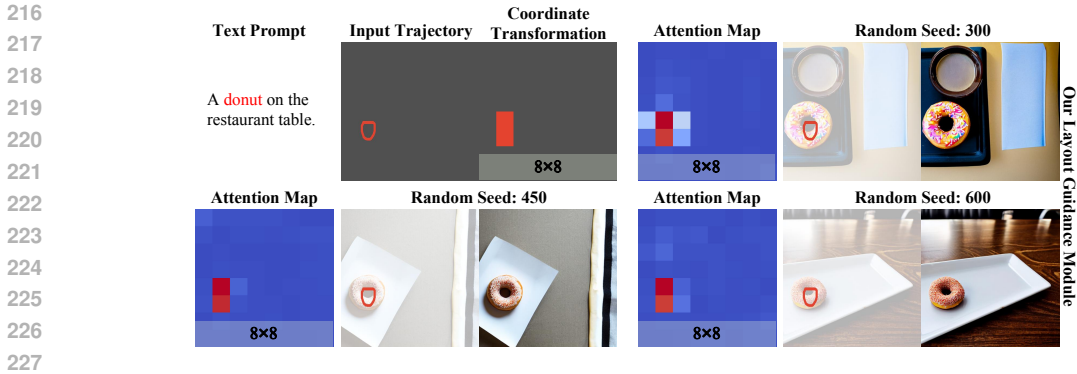 216
217
218
219
220
221
222
223
224
225
226
227
Text Prompt
Input Trajectory
Coordinate
Transformation
Attention Map
Random Seed: 300
A donut on the
restaurant table.
8×8
8×8
Attention Map
Random Seed: 450
Attention Map
Random Seed: 600
8×8
8×8
Our Layout Guidance Module